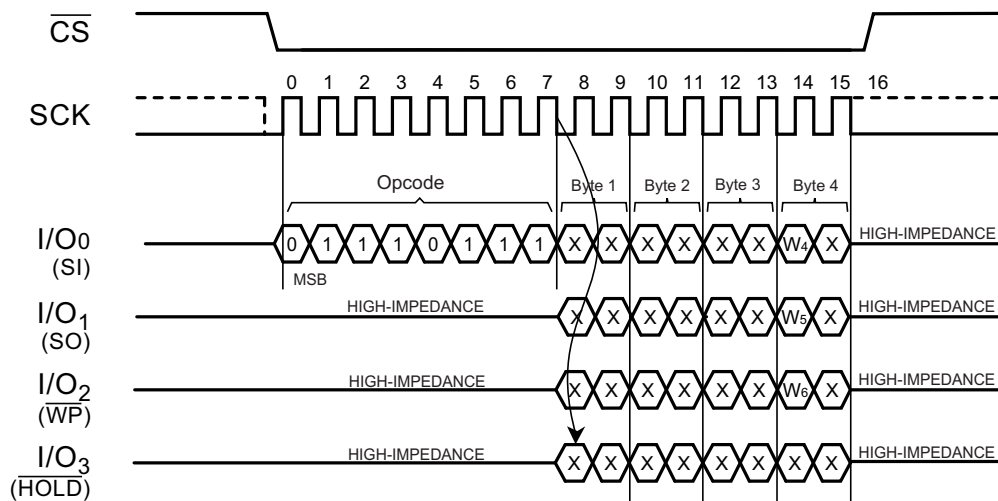 CS
0 1 2 3 4 5 6 7 8 9 10 11 12 13 14 15 16
SCK
Opcode Byte 1 Byte 2 Byte 3 Byte 4
I/O0 0 1 1 1 0 1 1 1 X X X X X X W4 X HIGH-IMPEDANCE
(SI)
MSB
I/O1 HIGH-IMPEDANCE X X X X X X W5 X HIGH-IMPEDANCE
(SO)
I/O2 HIGH-IMPEDANCE X X X X X X W6 X HIGH-IMPEDANCE
(WP)
I/O3 HIGH-IMPEDANCE X X X X X X X X HIGH-IMPEDANCE
(HOLD)